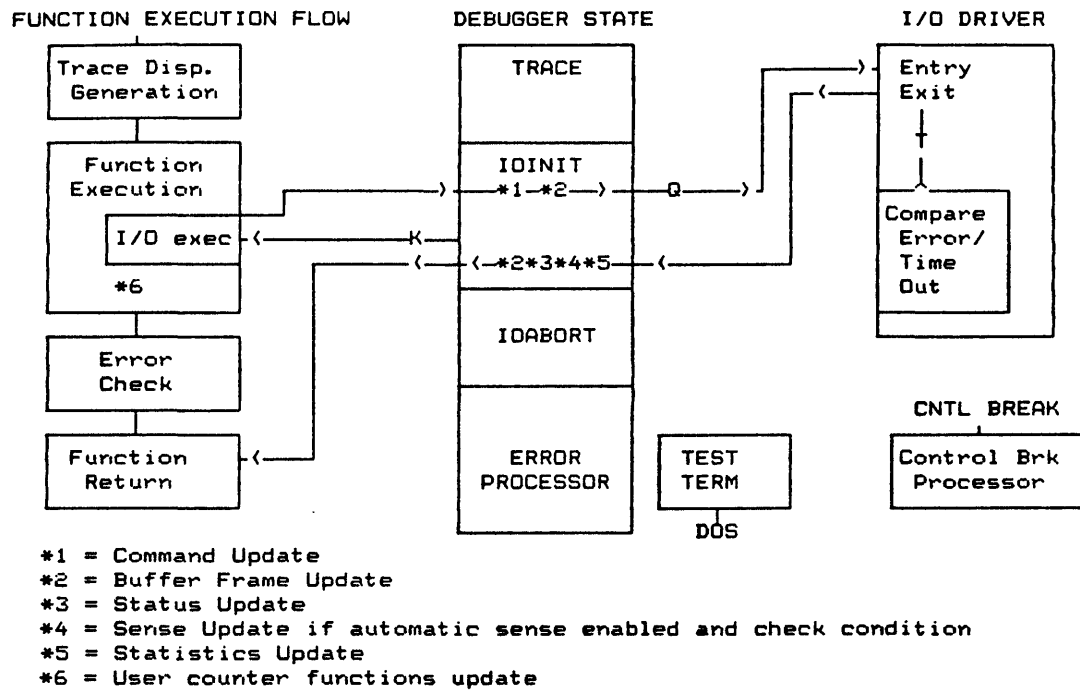 FUNCTION EXECUTION FLOW
DEBUGGER STATE
I/O DRIVER
Trace Disp.
Generation
TRACE
Entry
Exit
Function
Execution
IOINIT
*1 *2
Q
I/O exec
K
*2*3*4*5
Compare
Error/
Time
Out
*6
IOABORT
Error
Check
CNTL BREAK
Function
Return
ERROR
PROCESSOR
TEST
TERM
Control Brk
Processor
DOS
*1 = Command Update
*2 = Buffer Frame Update
*3 = Status Update
*4 = Sense Update if automatic sense enabled and check condition
*5 = Statistics Update
*6 = User counter functions update